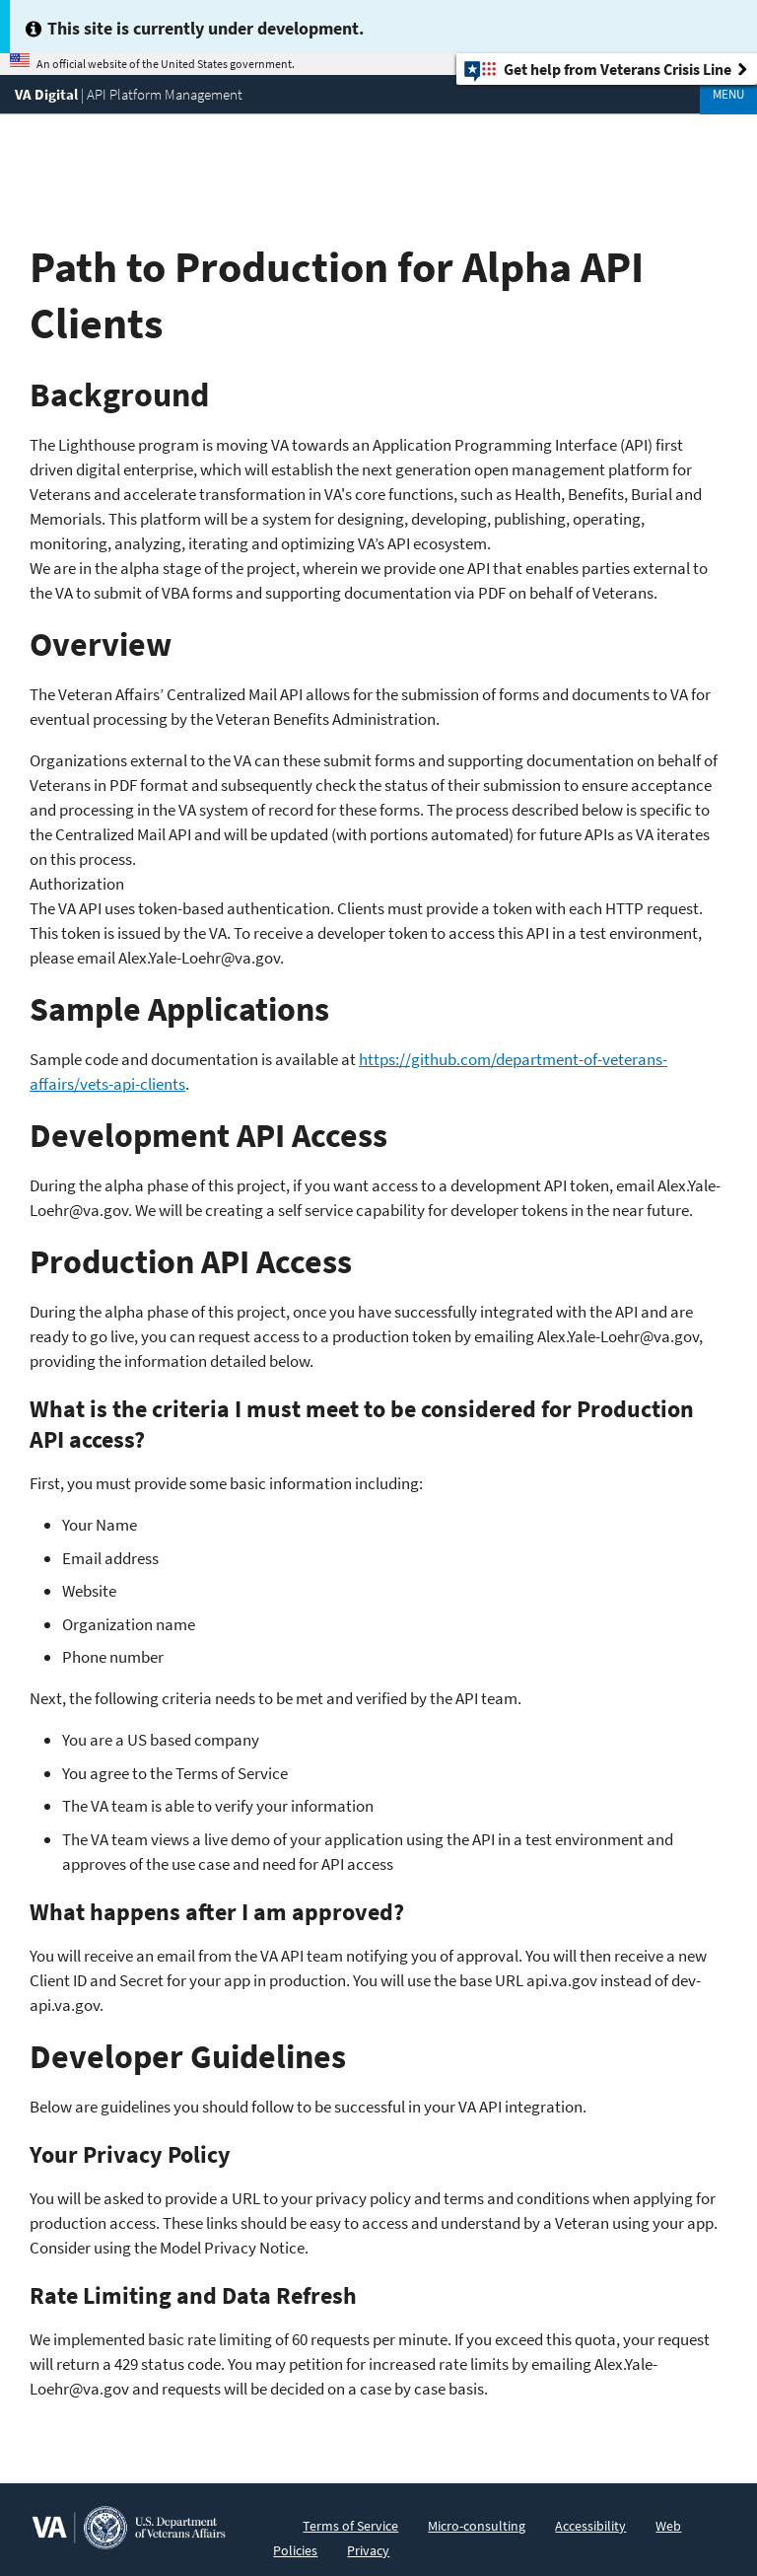 This site is currently under development.
An official website of the United States government.
Get help from Veterans Crisis Line
VA Digital | API Platform Management
MENU
Path to Production for Alpha API
Clients
Background
The Lighthouse program is moving VA towards an Application Programming Interface (API) first
driven digital enterprise, which will establish the next generation open management platform for
Veterans and accelerate transformation in VA's core functions, such as Health, Benefits, Burial and
Memorials. This platform will be a system for designing, developing, publishing, operating,
monitoring, analyzing, iterating and optimizing VA’s API ecosystem.
We are in the alpha stage of the project, wherein we provide one API that enables parties external to
the VA to submit of VBA forms and supporting documentation via PDF on behalf of Veterans.
Overview
The Veteran Affairs’ Centralized Mail API allows for the submission of forms and documents to VA for
eventual processing by the Veteran Benefits Administration.
Organizations external to the VA can these submit forms and supporting documentation on behalf of
Veterans in PDF format and subsequently check the status of their submission to ensure acceptance
and processing in the VA system of record for these forms. The process described below is specific to
the Centralized Mail API and will be updated (with portions automated) for future APIs as VA iterates
on this process.
Authorization
The VA API uses token-based authentication. Clients must provide a token with each HTTP request.
This token is issued by the VA. To receive a developer token to access this API in a test environment,
please email Alex.Yale-Loehr@va.gov.
Sample Applications
Sample code and documentation is available at https://github.com/department-of-veterans-
affairs/vets-api-clients.
Development API Access
During the alpha phase of this project, if you want access to a development API token, email Alex.Yale-
Loehr@va.gov. We will be creating a self service capability for developer tokens in the near future.
Production API Access
During the alpha phase of this project, once you have successfully integrated with the API and are
ready to go live, you can request access to a production token by emailing Alex.Yale-Loehr@va.gov,
providing the information detailed below.
What is the criteria I must meet to be considered for Production
API access?
First, you must provide some basic information including:
Your Name
Email address
Website
Organization name
Phone number
Next, the following criteria needs to be met and verified by the API team.
You are a US based company
You agree to the Terms of Service
The VA team is able to verify your information
The VA team views a live demo of your application using the API in a test environment and
approves of the use case and need for API access
What happens after I am approved?
You will receive an email from the VA API team notifying you of approval. You will then receive a new
Client ID and Secret for your app in production. You will use the base URL api.va.gov instead of dev-
api.va.gov.
Developer Guidelines
Below are guidelines you should follow to be successful in your VA API integration.
Your Privacy Policy
You will be asked to provide a URL to your privacy policy and terms and conditions when applying for
production access. These links should be easy to access and understand by a Veteran using your app.
Consider using the Model Privacy Notice.
Rate Limiting and Data Refresh
We implemented basic rate limiting of 60 requests per minute. If you exceed this quota, your request
will return a 429 status code. You may petition for increased rate limits by emailing Alex.Yale-
Loehr@va.gov and requests will be decided on a case by case basis.
VA U.S. Department
of Veterans Affairs
Terms of Service Micro-consulting Accessibility Web
Policies Privacy